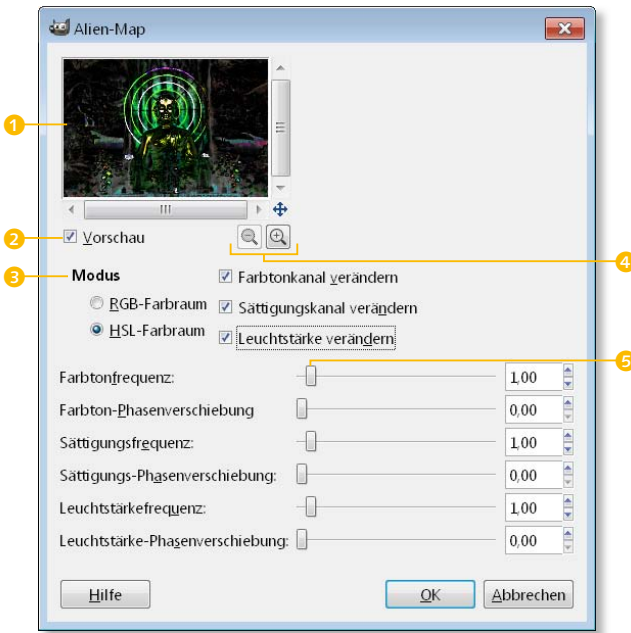 Alien-Map
1
2 Vorschau
4
3 Modus
Farbtonkanal verändern
RGB-Farbraum
Sättigungskanal verändern
HSL-Farbraum
Leuchtstärke verändern
5
Farbtonfrequenz: 1,00
Farbton-Phasenverschiebung 0,00
Sättigungsfrequenz: 1,00
Sättigungs-Phasenverschiebung: 0,00
Leuchtstärkefrequenz: 1,00
Leuchtstärke-Phasenverschiebung: 0,00
Hilfe OK Abbrechen